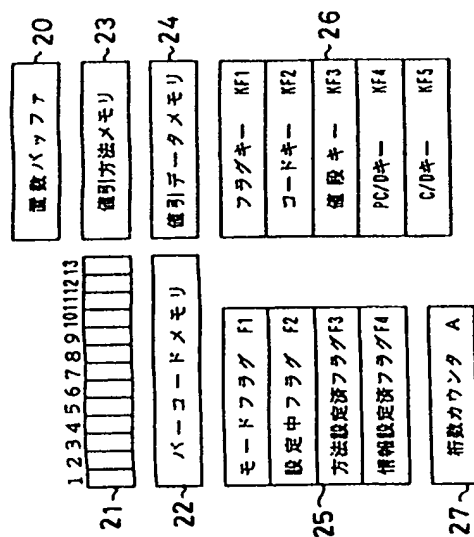 置数バッファ 20
1 2 3 4 5 6 7 8 9 10 11 12 13
21
値引方法メモリ 23
バーコードメモリ 22
値引データメモリ 24
モードフラグ F1
設定中フラグ F2
方法設定済フラグF3
情報設定済フラグF4
25
フラグキー KF1
コードキー KF2
値段キー KF3
PC/Dキー KF4
C/Dキー KF5
26
桁数カウンタ A
27